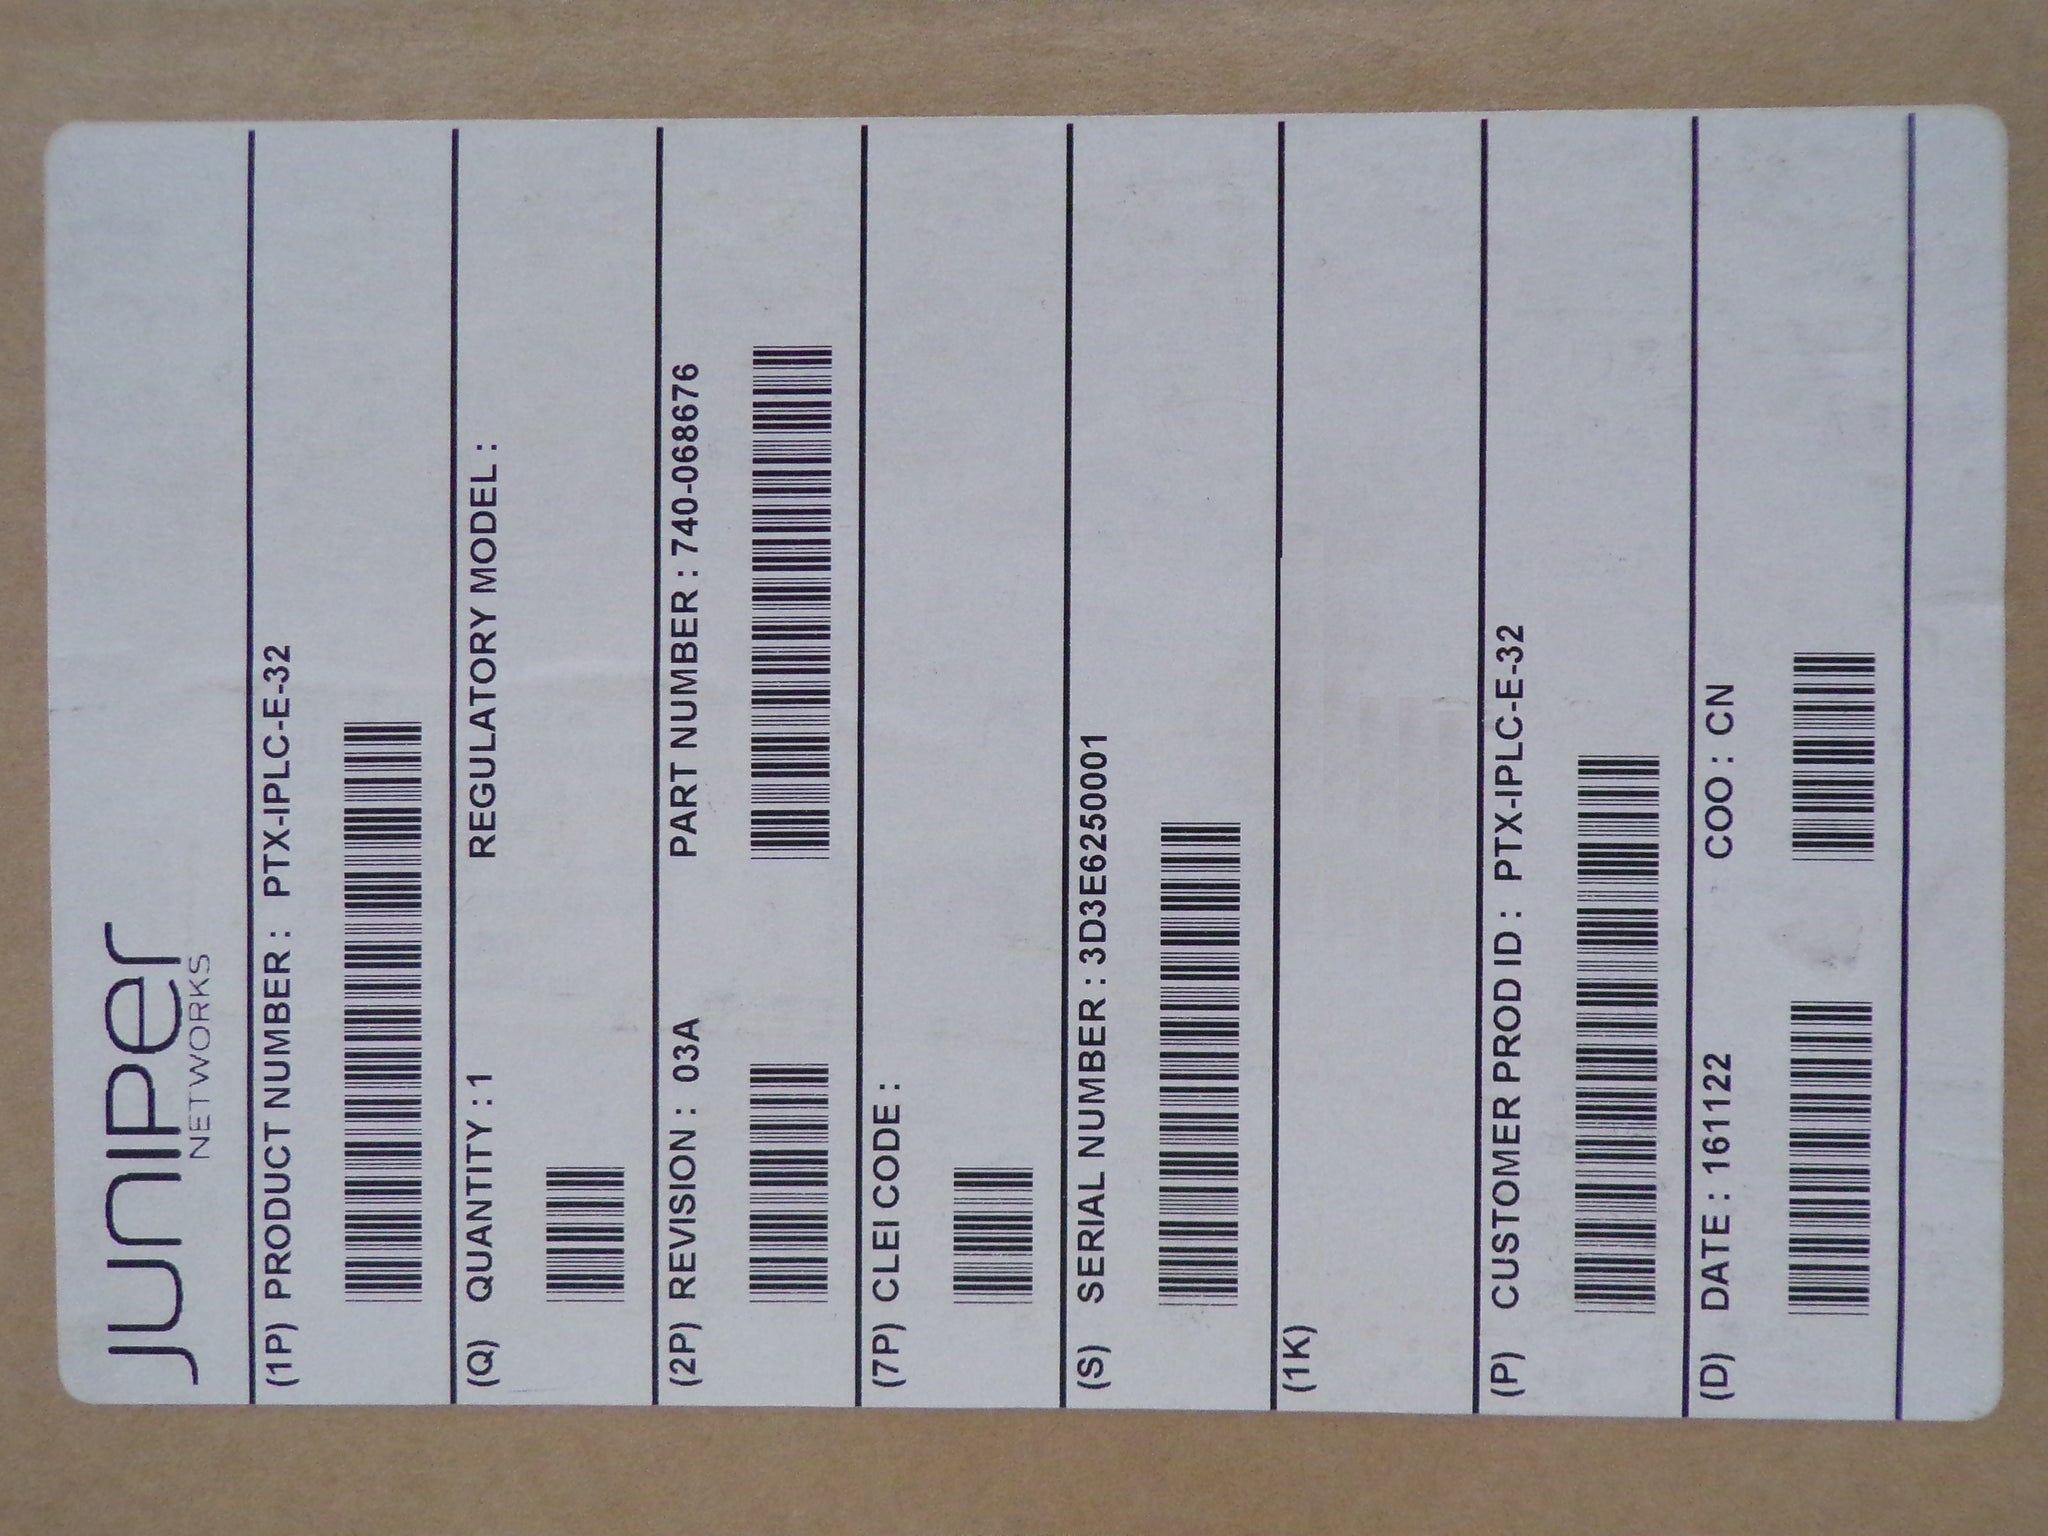 JUNIPer
NETWORKS
(1P) PRODUCT NUMBER : PTX-IPLC-E-32
(Q) QUANTITY : 1 REGULATORY MODEL :
(2P) REVISION : 03A PART NUMBER : 740-068676
(7P) CLEI CODE :
(S) SERIAL NUMBER : 3D3E6250001
(1K)
(P) CUSTOMER PROD ID : PTX-IPLC-E-32
(D) DATE : 161122 COO : CN